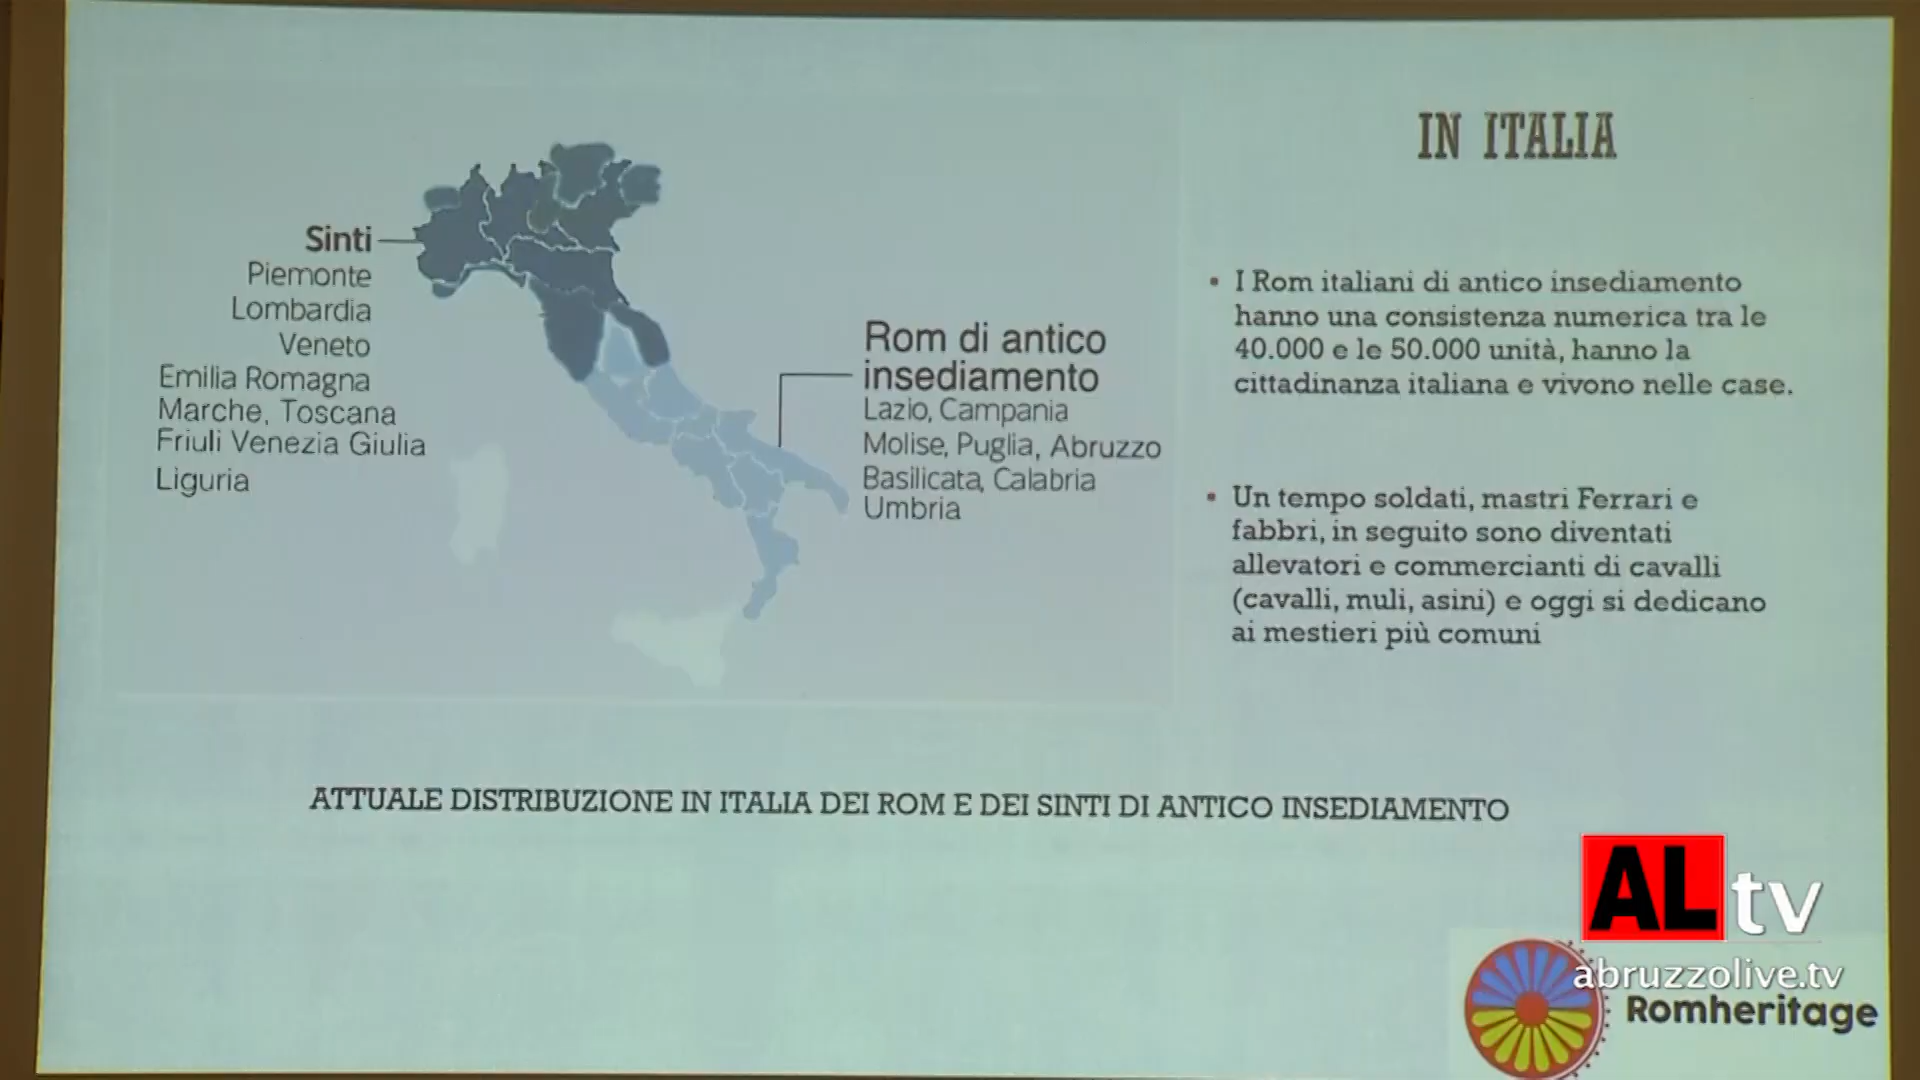 IN ITALIA
Sinti
Piemonte
Lombardia
Veneto
Emilia Romagna
Marche, Toscana
Friuli Venezia Giulia
Liguria
Rom di antico
insediamento
Lazio, Campania
Molise, Puglia, Abruzzo
Basilicata, Calabria
Umbria
• I Rom italiani di antico insediamento
hanno una consistenza numerica tra le
40.000 e le 50.000 unità, hanno la
cittadinanza italiana e vivono nelle case.
• Un tempo soldati, mastri Ferrari e
fabbri, in seguito sono diventati
allevatori e commercianti di cavalli
(cavalli, muli, asini) e oggi si dedicano
ai mestieri più comuni
ATTUALE DISTRIBUZIONE IN ITALIA DEI ROM E DEI SINTI DI ANTICO INSEDIAMENTO
AL tv
abruzzolive.tv
Romheritage